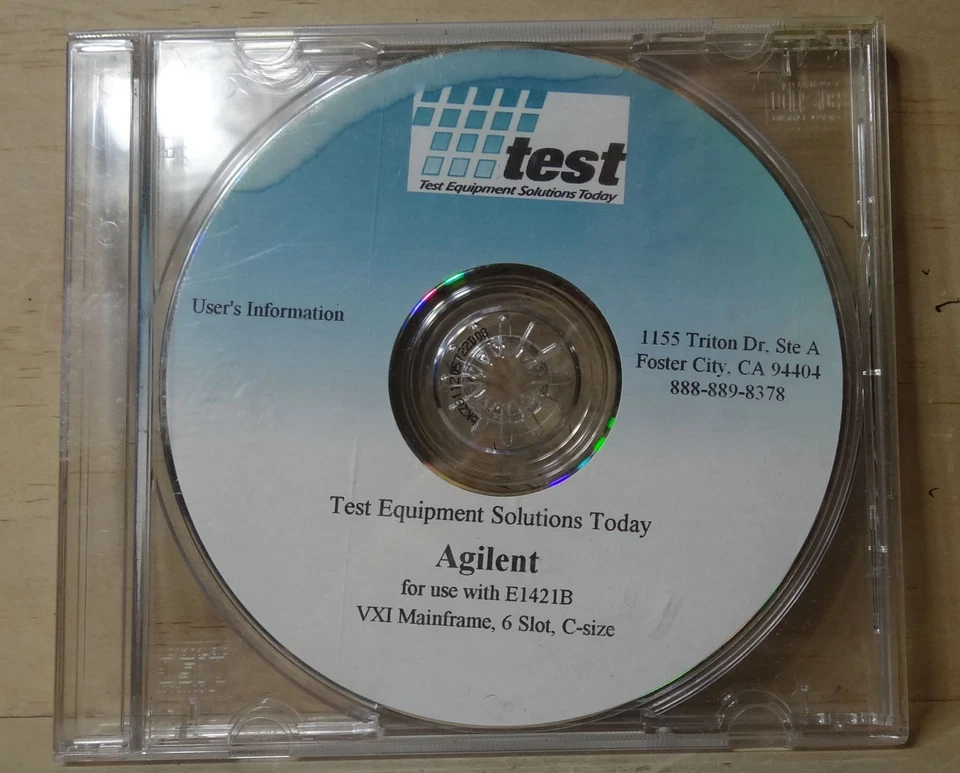 test
Test Equipment Solutions Today
User's Information
1155 Triton Dr. Ste A
Foster City, CA 94404
888-889-8378
Test Equipment Solutions Today
Agilent
for use with E1421B
VXI Mainframe, 6 Slot, C-size